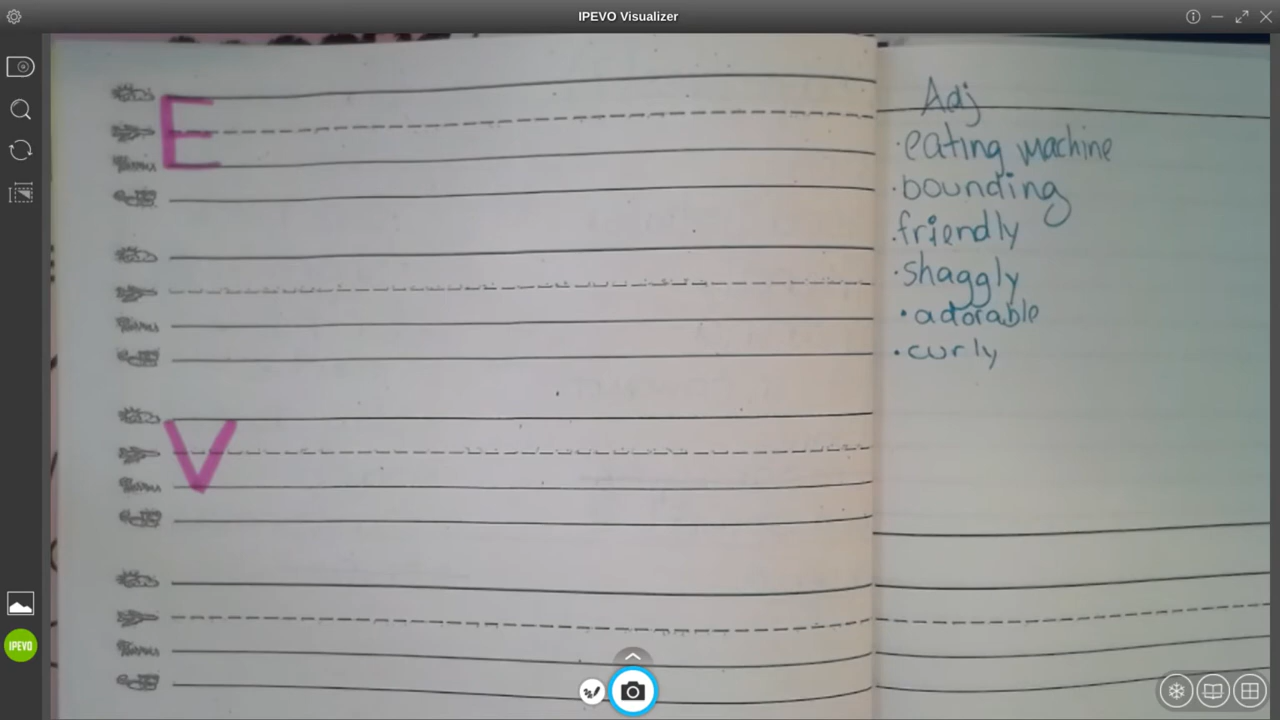 IPEVO Visualizer
E
V
Adj
· eating machine
· bounding
· friendly
· shaggly
· adorable
· curly
IPEVO